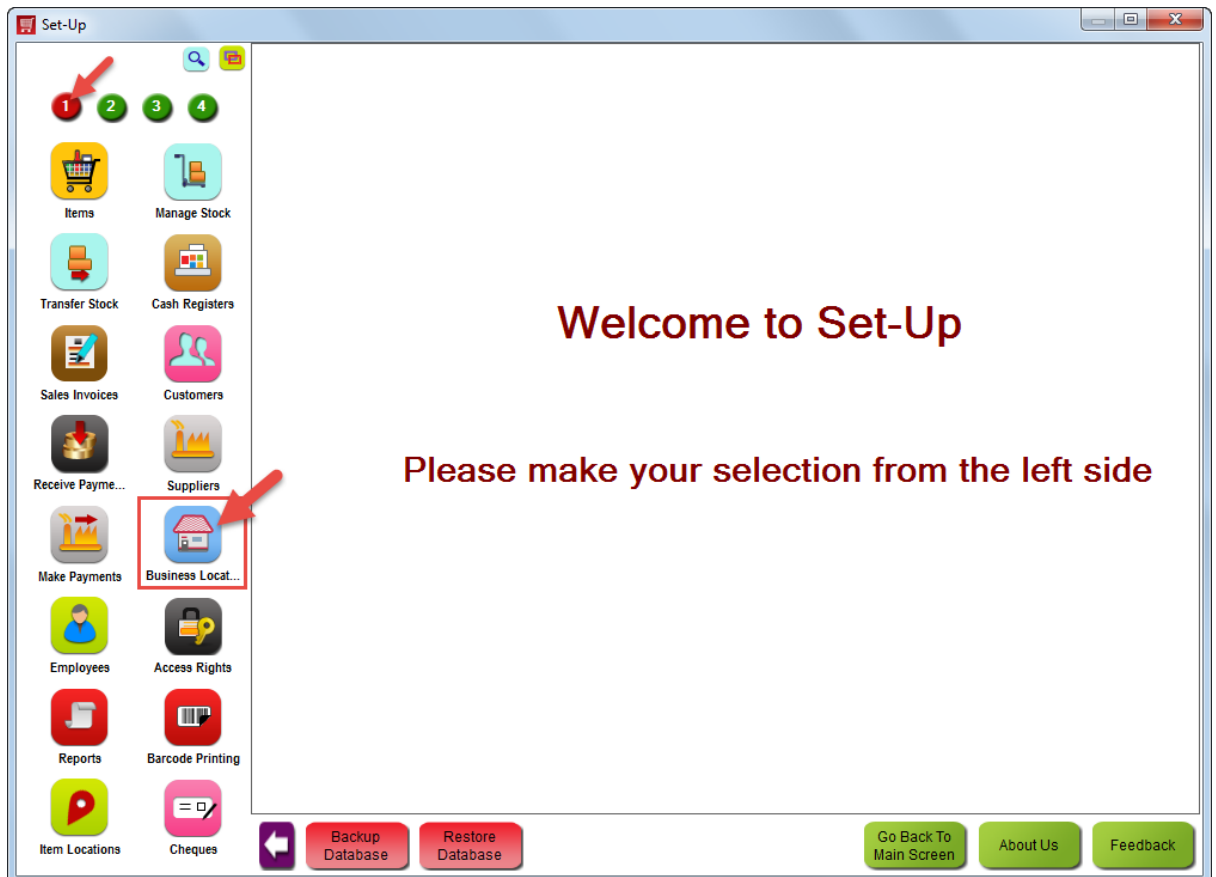 Set-Up
1 2 3 4
Items
Manage Stock
Transfer Stock
Cash Registers
Sales Invoices
Customers
Receive Payme...
Suppliers
Make Payments
Business Locat...
Employees
Access Rights
Reports
Barcode Printing
Item Locations
Cheques
Welcome to Set-Up
Please make your selection from the left side
Backup
Database
Restore
Database
Go Back To
Main Screen
About Us
Feedback